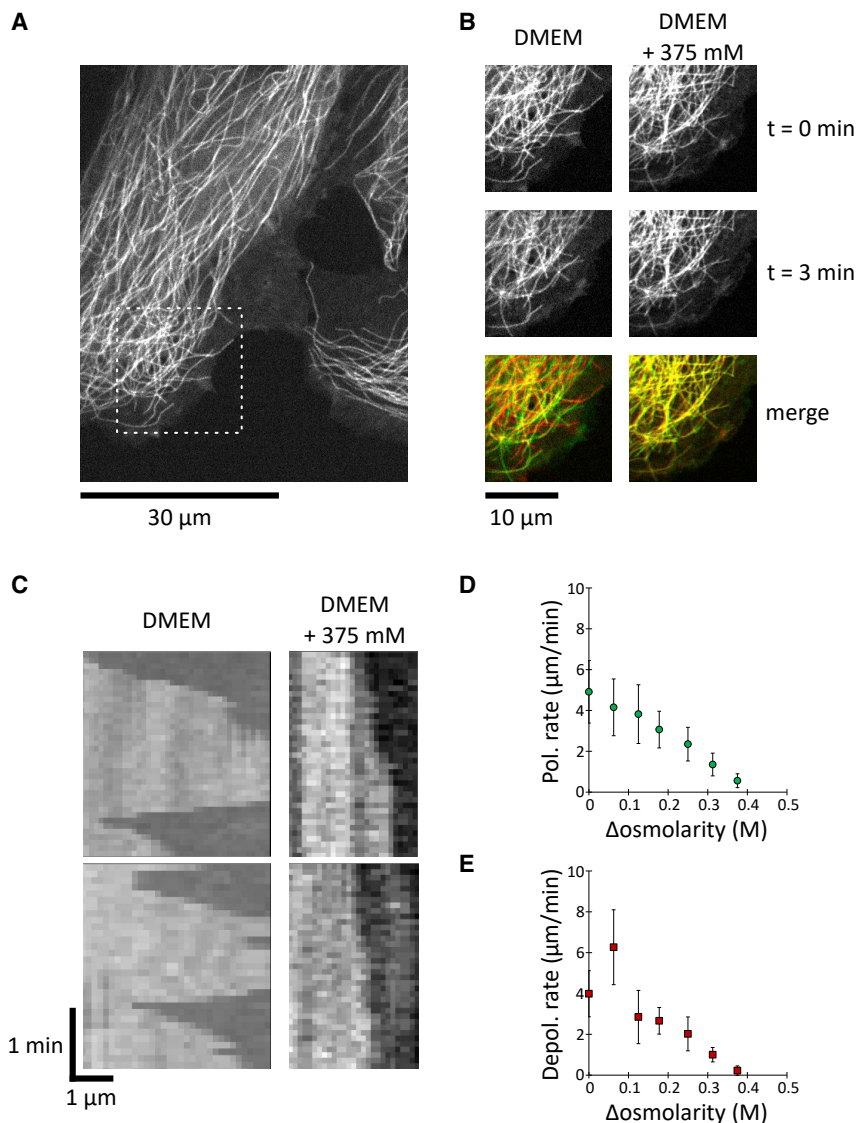 A
30 μm
B
DMEM
DMEM
+ 375 mM
t = 0 min
t = 3 min
merge
10 μm
C
DMEM
DMEM
+ 375 mM
1 min
1 μm
D
Pol. rate (μm/min)
10
8
6
4
2
0
0
0.1
0.2
0.3
0.4
0.5
Δosmolarity (M)
E
Depol. rate (μm/min)
10
8
6
4
2
0
0
0.1
0.2
0.3
0.4
0.5
Δosmolarity (M)